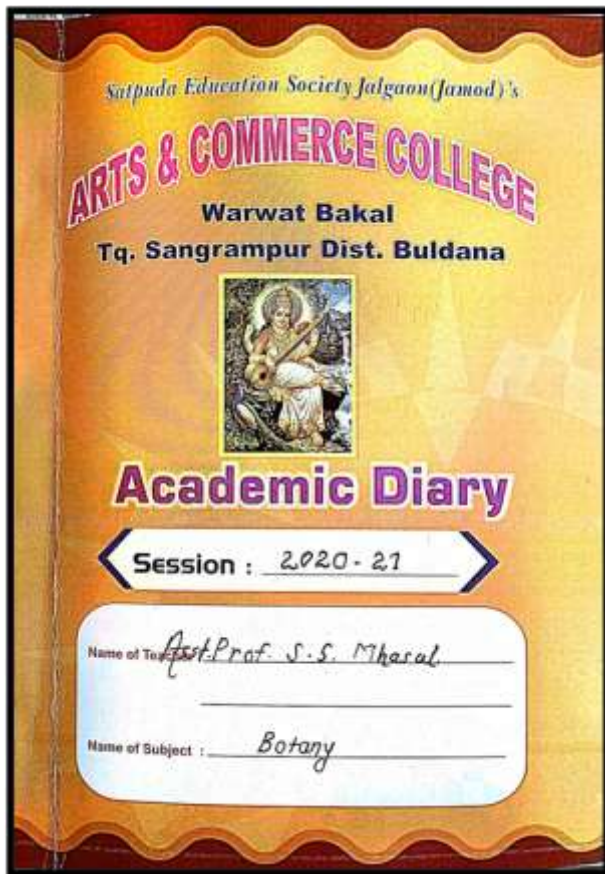 Satpuda Education Society Jalgaon(Jamod)'s
ARTS & COMMERCE COLLEGE
Warwat Bakal
Tq. Sangrampur Dist. Buldana
Academic Diary
Session : 2020-21
Name of Teacher Asst.Prof. S.S. Mhasal
Name of Subject : Botany